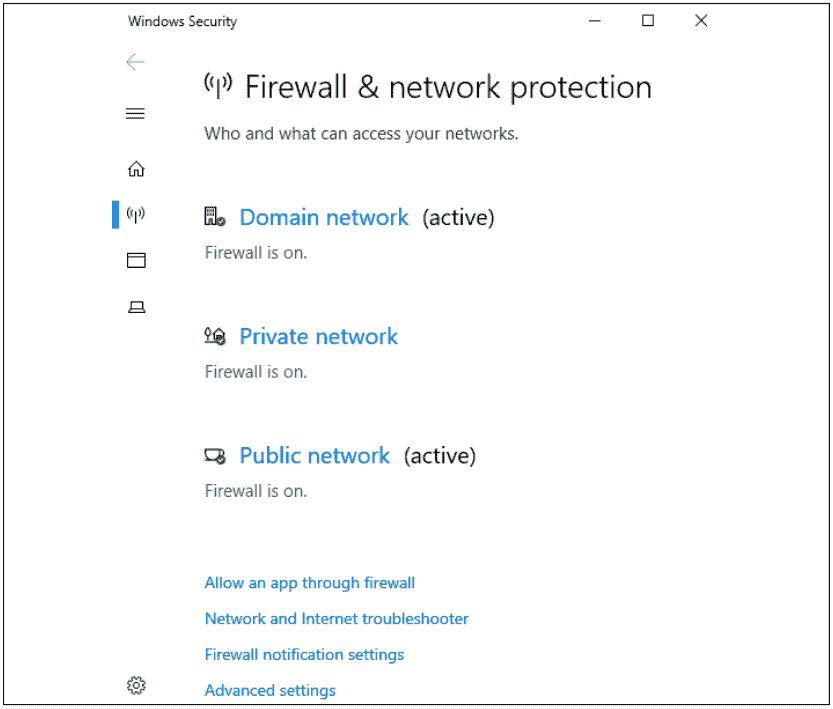 Windows Security
Firewall & network protection
Who and what can access your networks.
Domain network (active)
Firewall is on.
Private network
Firewall is on.
Public network (active)
Firewall is on.
Allow an app through firewall
Network and Internet troubleshooter
Firewall notification settings
Advanced settings